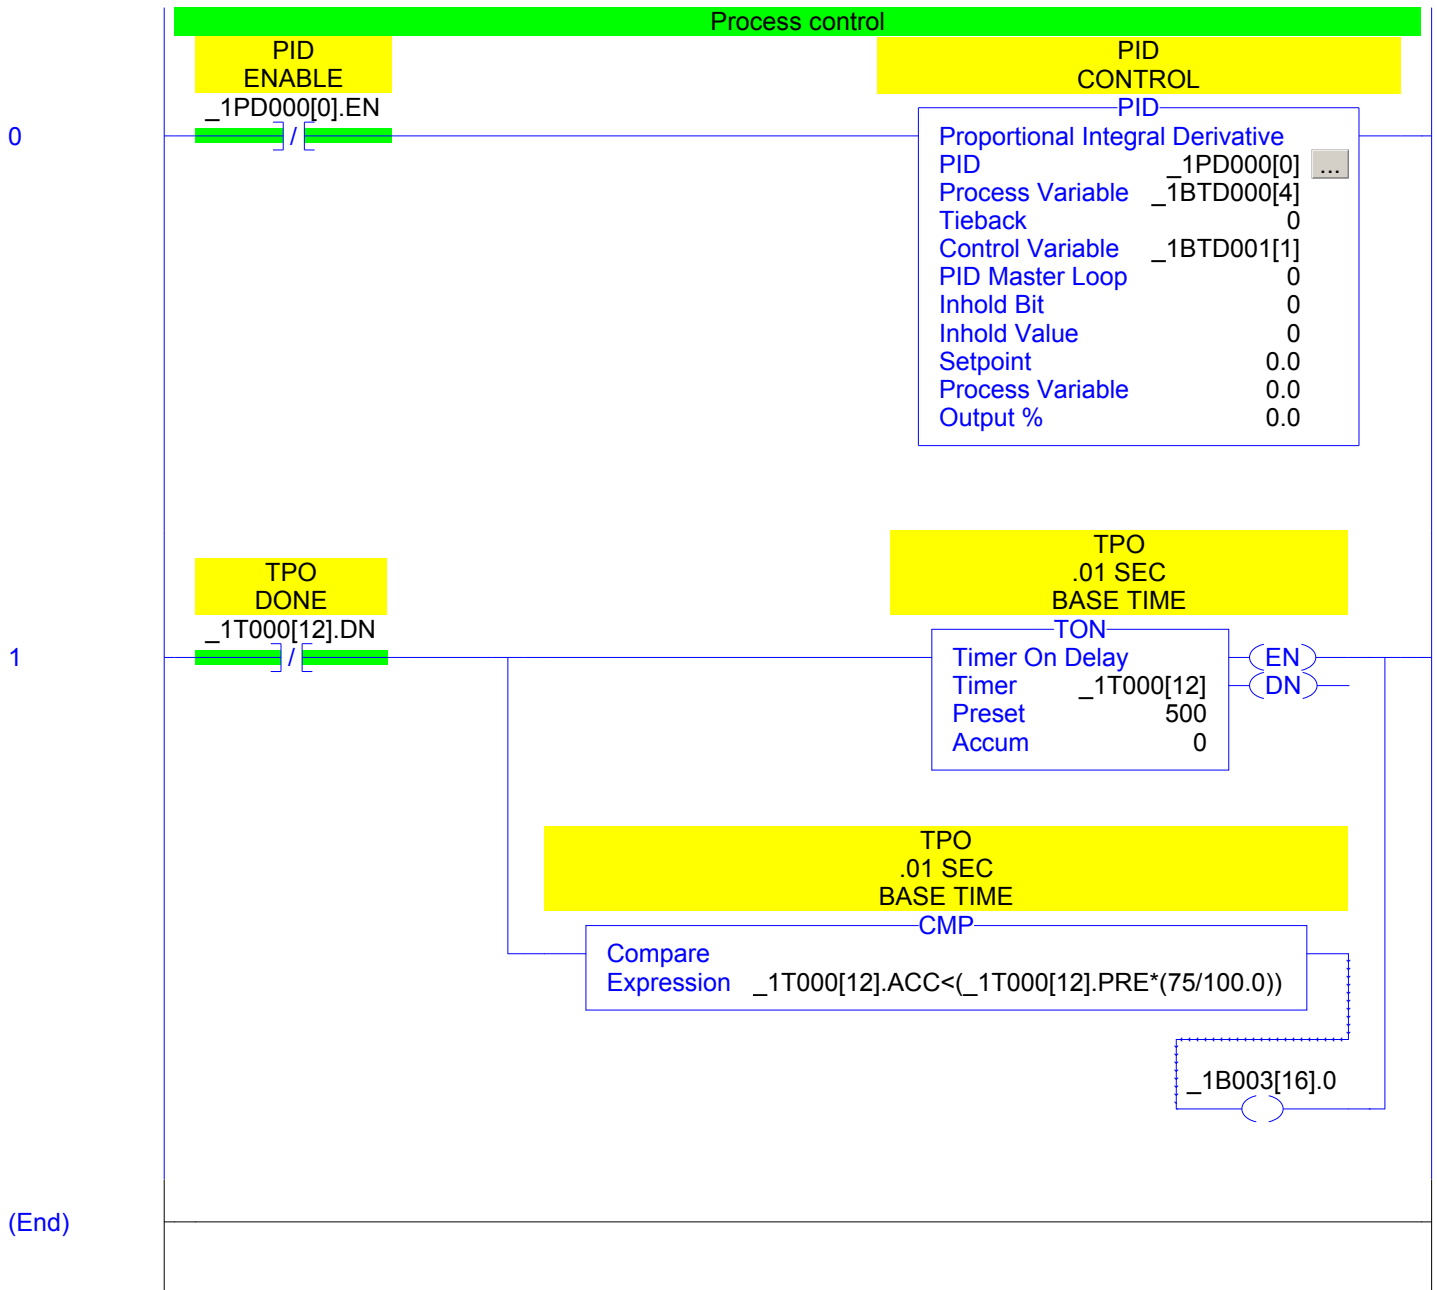 Process control
PID
ENABLE
_1PD000[0].EN
/
PID
CONTROL
PID
0
Proportional Integral Derivative
PID _1PD000[0] ...
Process Variable _1BTD000[4]
Tieback 0
Control Variable _1BTD001[1]
PID Master Loop 0
Inhold Bit 0
Inhold Value 0
Setpoint 0.0
Process Variable 0.0
Output % 0.0
TPO
DONE
_1T000[12].DN
/
TPO
.01 SEC
BASE TIME
TON
1
Timer On Delay EN
Timer _1T000[12] DN
Preset 500
Accum 0
TPO
.01 SEC
BASE TIME
CMP
Compare
Expression _1T000[12].ACC<(_1T000[12].PRE*(75/100.0))
_1B003[16].0
(End)